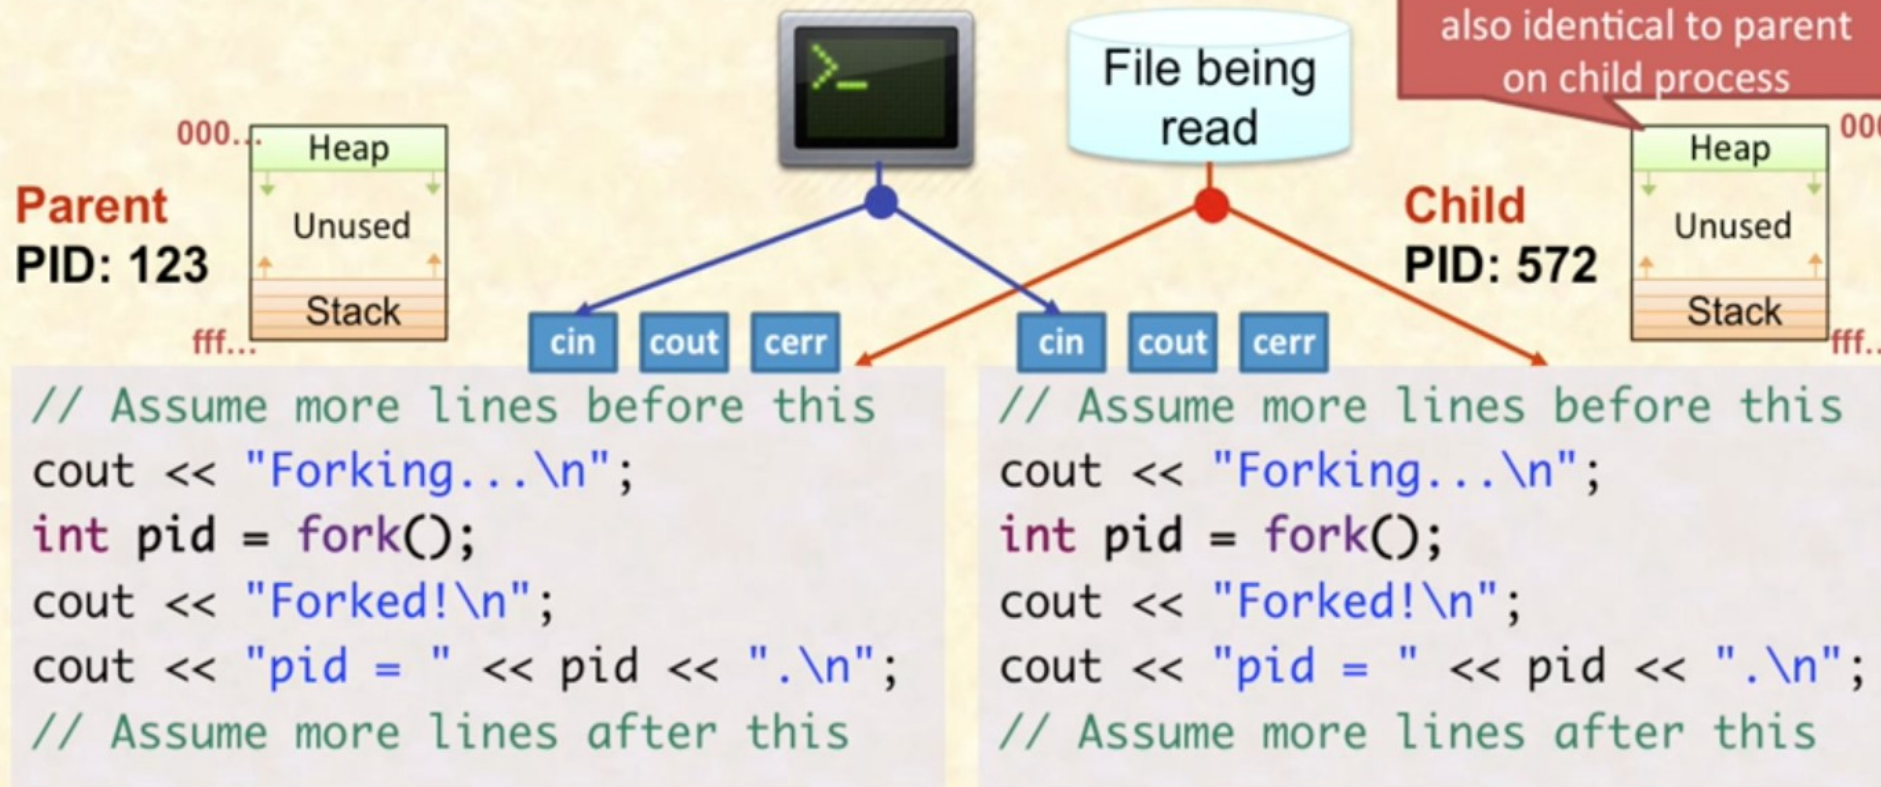 also identical to parent
on child process
>_
File being
read
000...
Heap
Unused
Stack
fff...
Parent
PID: 123
Child
PID: 572
Heap
Unused
Stack
000
fff..
cin cout cerr
cin cout cerr
// Assume more lines before this
cout << "Forking...\n";
int pid = fork();
cout << "Forked!\n";
cout << "pid = " << pid << ".\n";
// Assume more lines after this
// Assume more lines before this
cout << "Forking...\n";
int pid = fork();
cout << "Forked!\n";
cout << "pid = " << pid << ".\n";
// Assume more lines after this